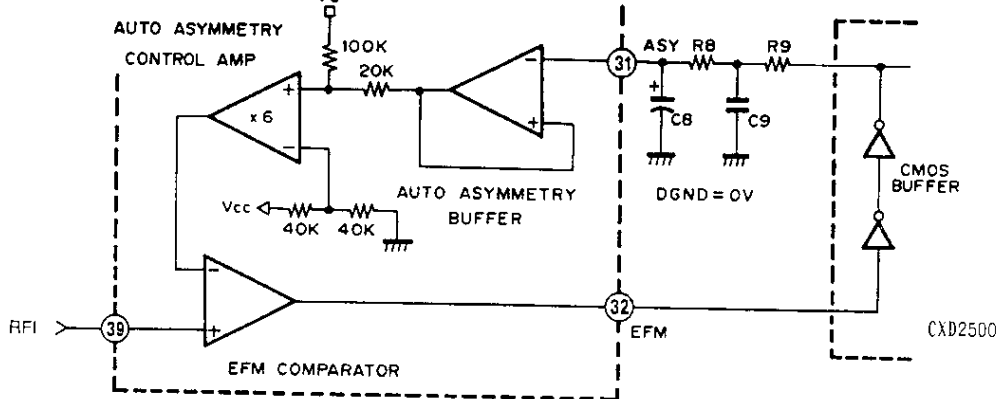 AUTO ASYMMETRY
CONTROL AMP
100K
20K
+
x 6
−
−
+
31
ASY
R8
R9
+
C8
C9
CMOS
BUFFER
AUTO ASYMMETRY
BUFFER
DGND = 0V
Vcc
40K
40K
−
+
RFI
39
32
EFM
CXD2500
EFM COMPARATOR